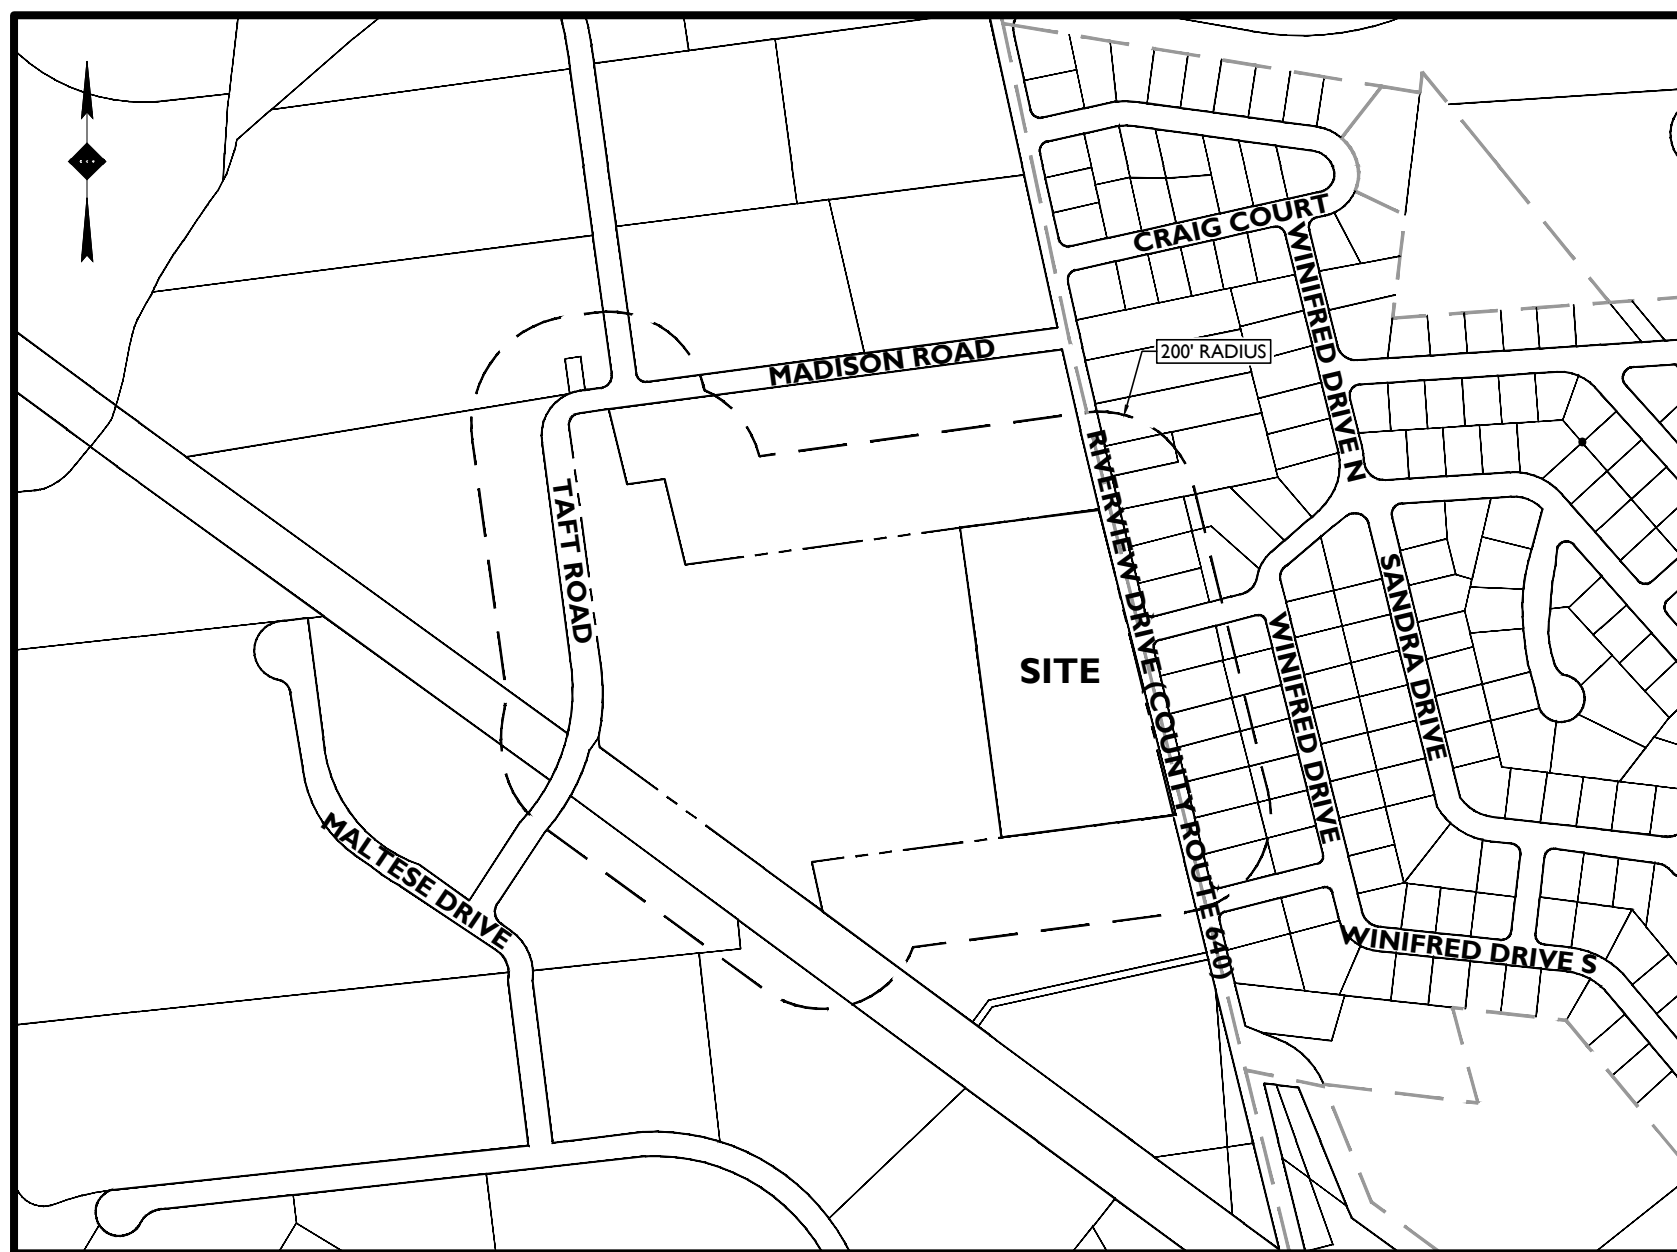 CRAIG COURT
WINIFRED DRIVE N
MADISON ROAD
200' RADIUS
RIVERVIEW DRIVE (COUNTY ROUTE 640)
TAFT ROAD
SANDRA DRIVE
WINIFRED DRIVE
SITE
MALTESE DRIVE
WINIFRED DRIVE S